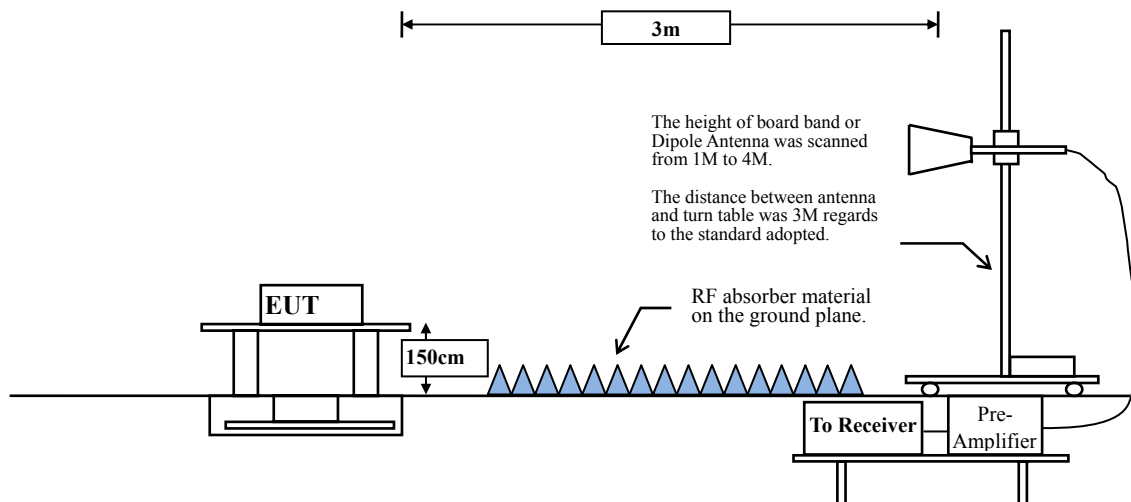 3m
The height of board band or
Dipole Antenna was scanned
from 1M to 4M.
The distance between antenna
and turn table was 3M regards
to the standard adopted.
EUT
RF absorber material
on the ground plane.
150cm
To Receiver
Pre-
Amplifier